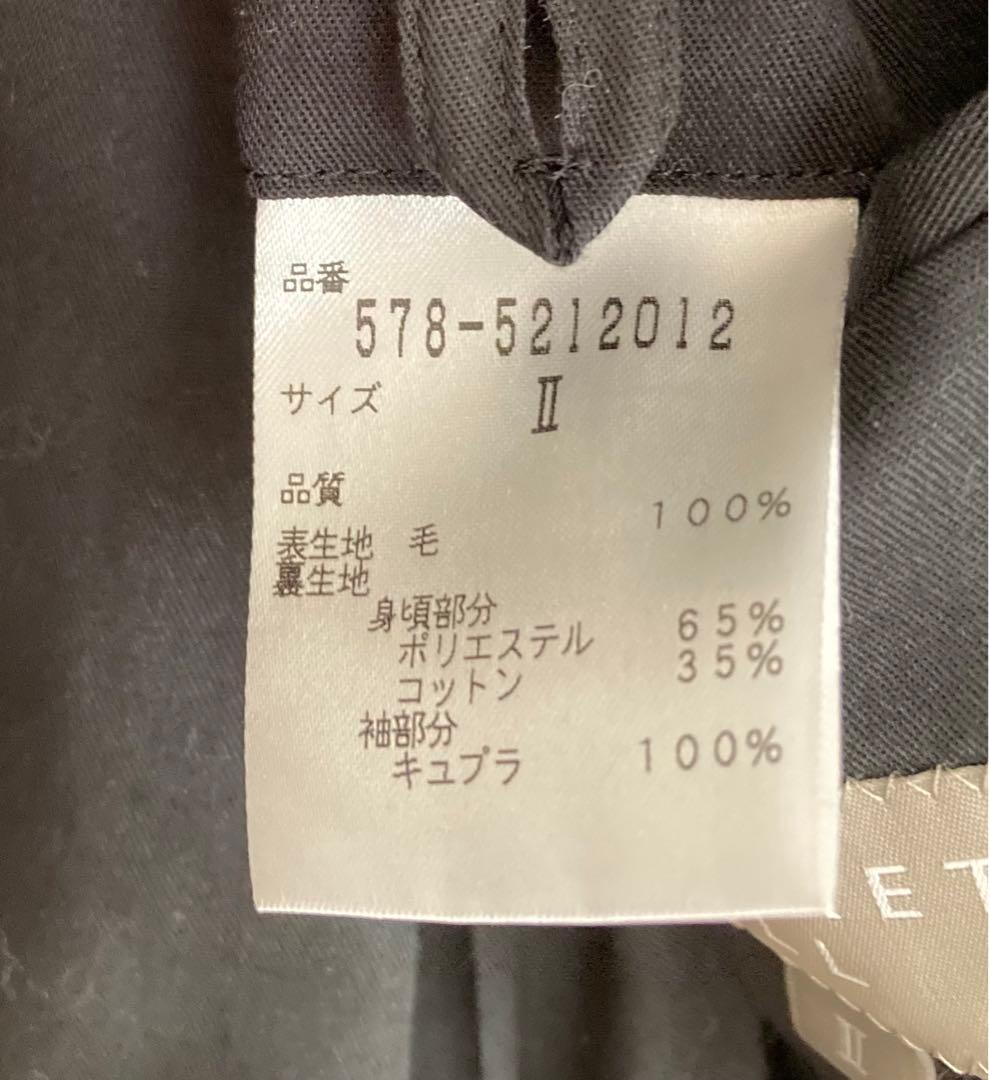 品番
578-5212012
サイズ Ⅱ
品質
表生地 毛 100%
裏生地
身頃部分
ポリエステル 65%
コットン 35%
袖部分
キュプラ 100%
ET
Ⅱ